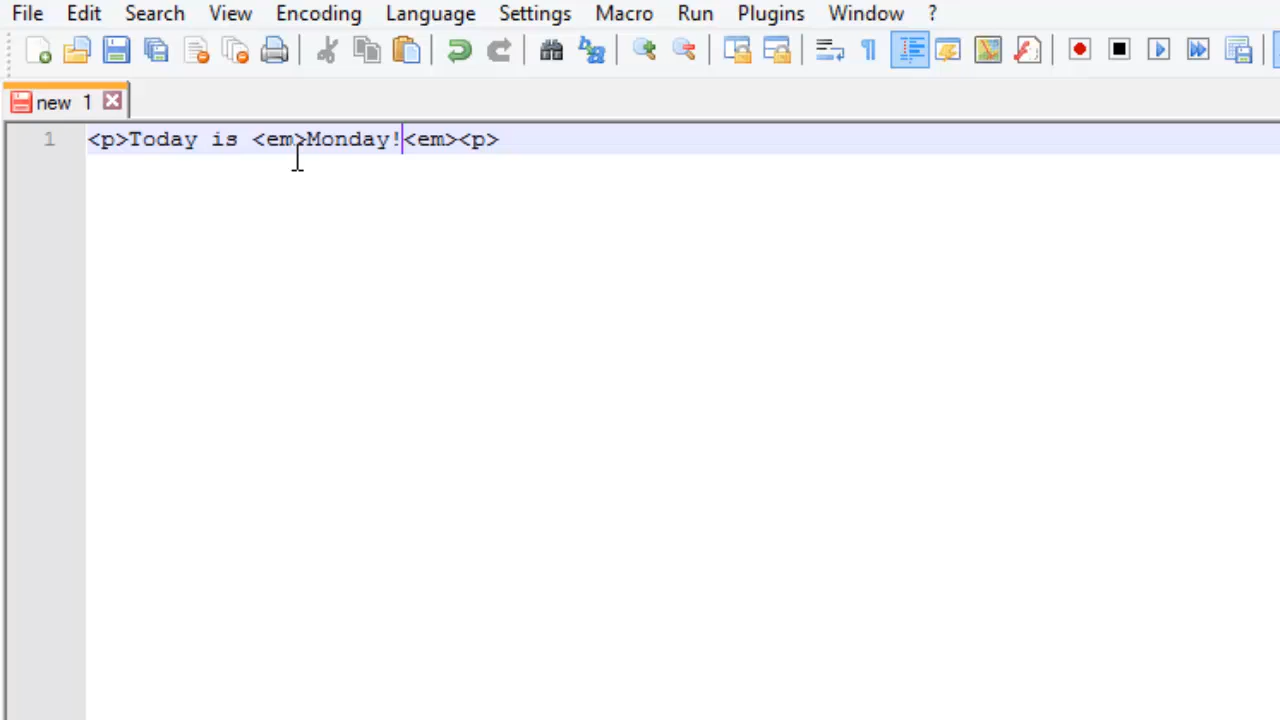 File Edit Search View Encoding Language Settings Macro Run Plugins Window ?
new 1
1 <p>Today is <em>Monday!<em><p>